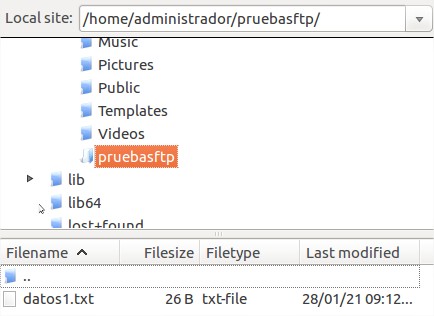 Local site: /home/administrador/pruebasftp/
Music
Pictures
Public
Templates
Videos
pruebasftp
lib
lib64
lost+found
Filename Filesize Filetype Last modified
..
datos1.txt 26 B txt-file 28/01/21 09:12...